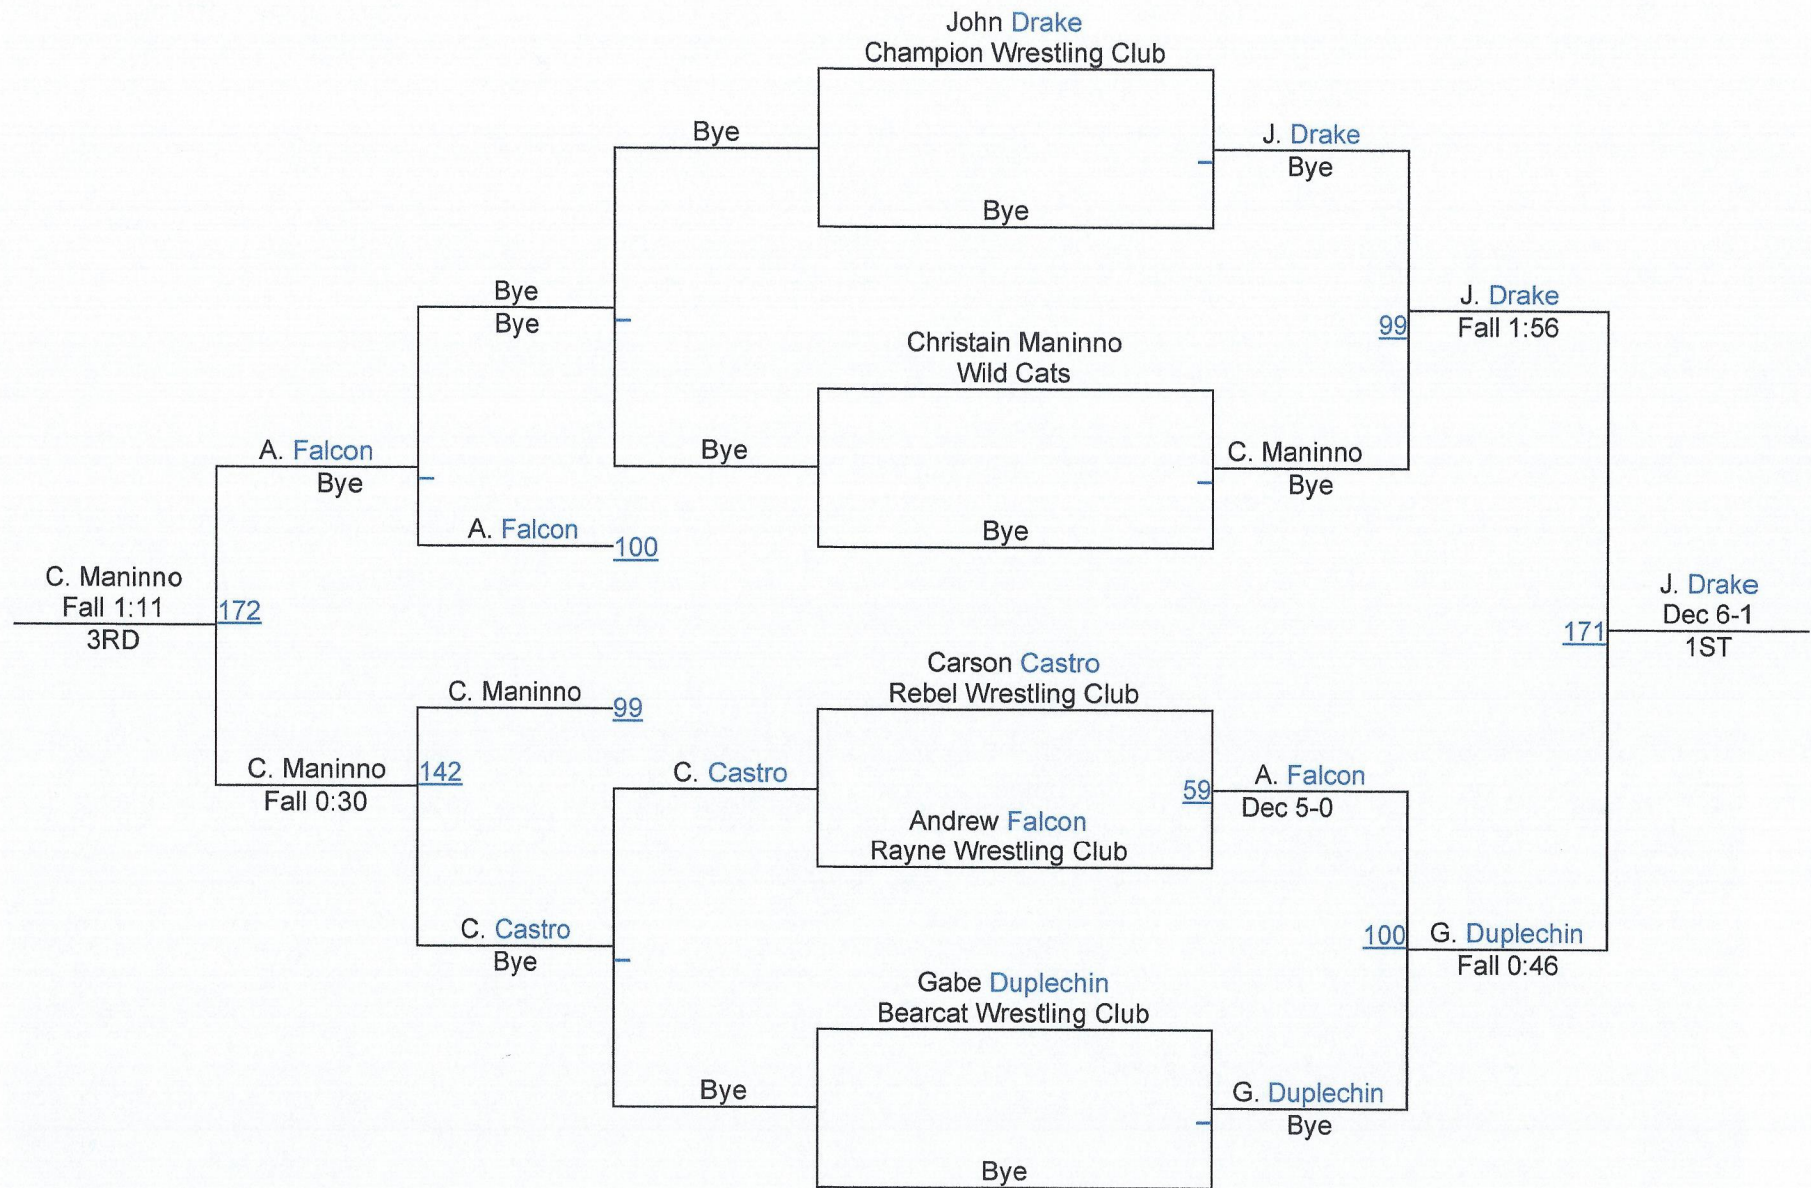 John Drake
Champion Wrestling Club
Bye
J. Drake
Bye
Bye
Bye
Bye
J. Drake
Fall 1:56
99
Christain Maninno
Wild Cats
A. Falcon
Bye
Bye
C. Maninno
Bye
A. Falcon
100
Bye
C. Maninno
Fall 1:11
3RD
172
J. Drake
Dec 6-1
1ST
171
Carson Castro
Rebel Wrestling Club
C. Maninno
99
C. Maninno
Fall 0:30
142
C. Castro
59
A. Falcon
Dec 5-0
Andrew Falcon
Rayne Wrestling Club
C. Castro
Bye
100
G. Duplechin
Fall 0:46
Gabe Duplechin
Bearcat Wrestling Club
Bye
G. Duplechin
Bye
Bye